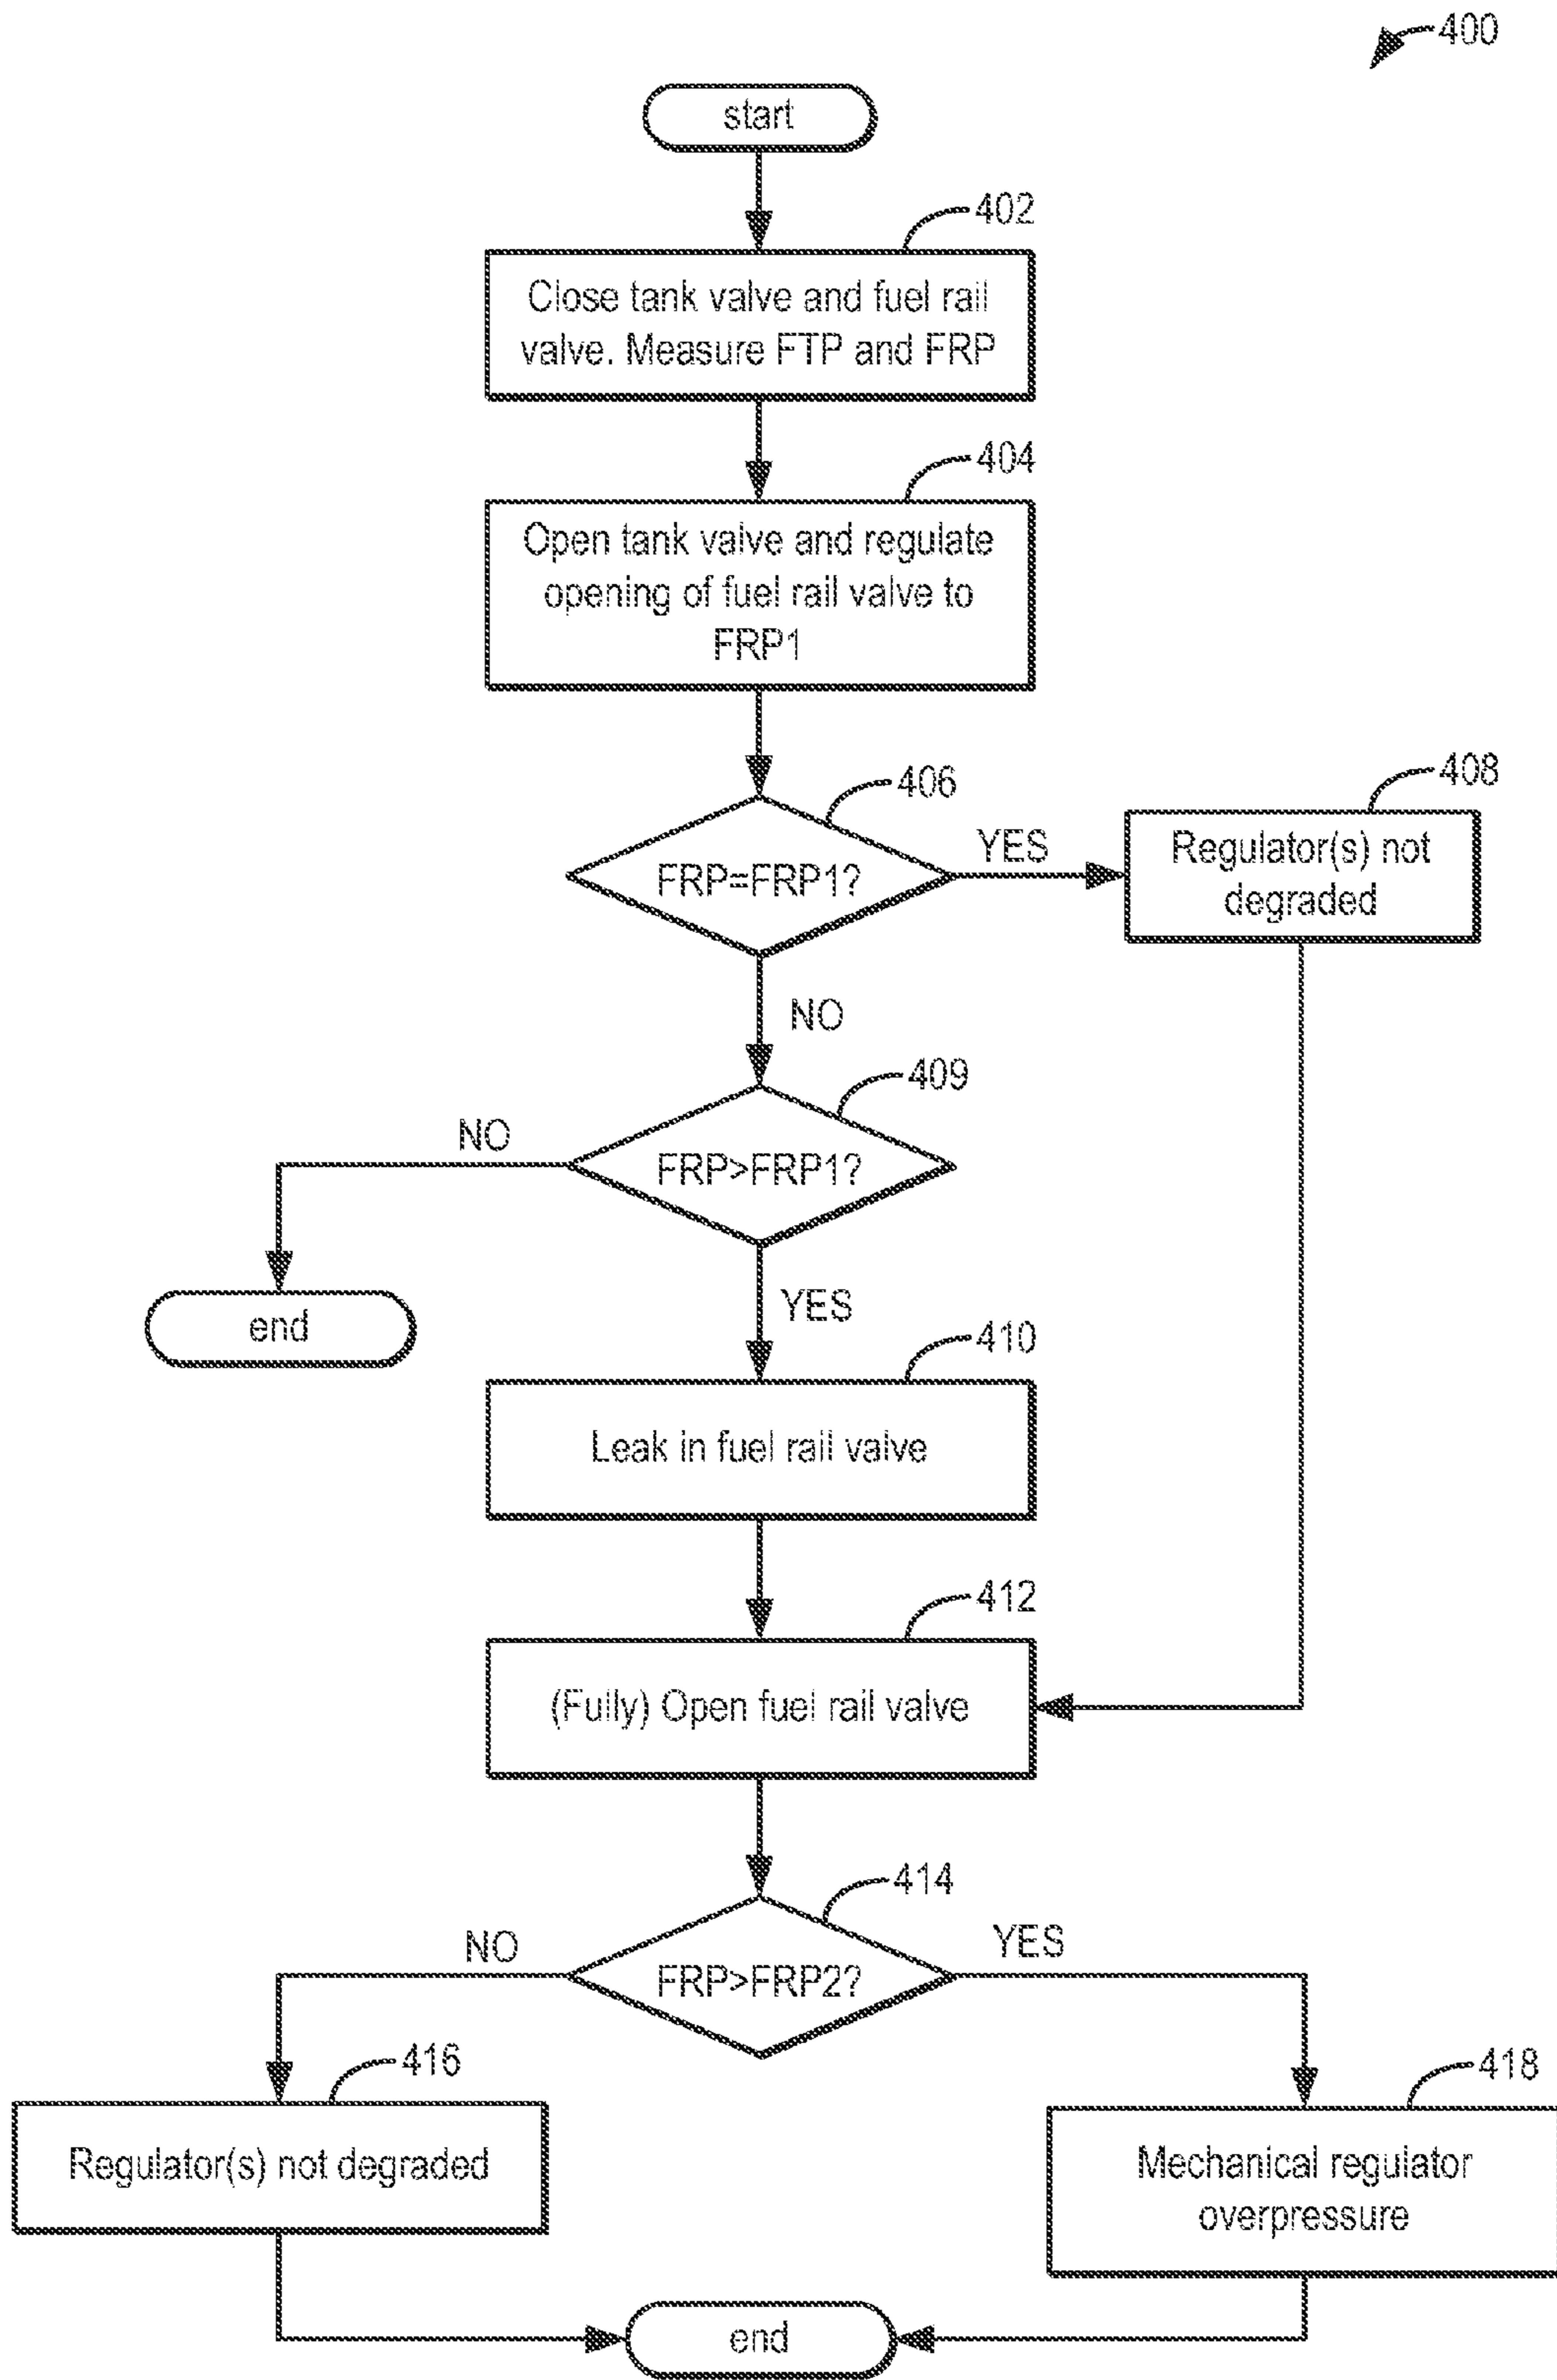 400
start
402
Close tank valve and fuel rail
valve. Measure FTP and FRP
404
Open tank valve and regulate
opening of fuel rail valve to
FRP1
406
408
FRP=FRP1?
YES
Regulator(s) not
degraded
NO
409
NO
FRP>FRP1?
end
YES
410
Leak in fuel rail valve
412
(Fully) Open fuel rail valve
414
NO
FRP>FRP2?
YES
416
418
Regulator(s) not degraded
Mechanical regulator
overpressure
end